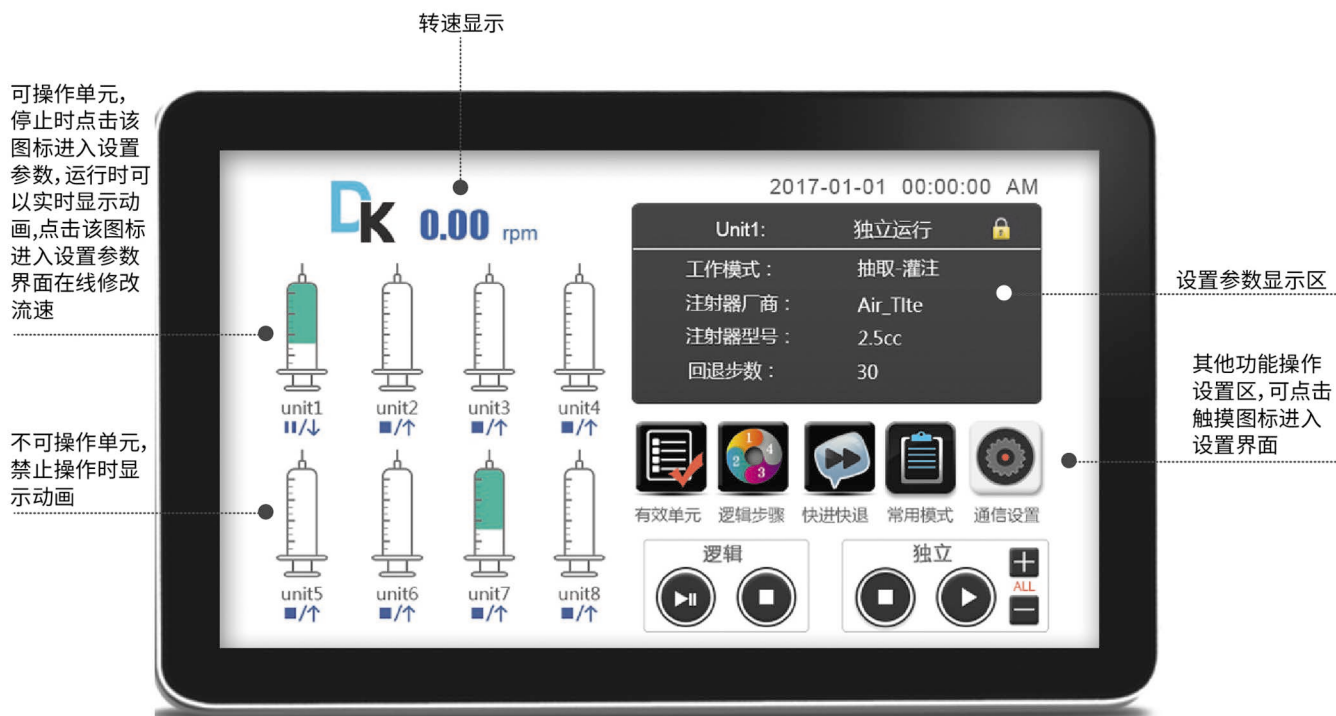 转速显示
可操作单元,
停止时点击该
图标进入设置
参数,运行时可
以实时显示动
画,点击该图标
进入设置参数
界面在线修改
流速
不可操作单元,
禁止操作时显
示动画
DK
0.00 rpm
unit1 unit2 unit3 unit4
II/↓ ■/↑ ■/↑ ■/↑
unit5 unit6 unit7 unit8
■/↑ ■/↑ ■/↑ ■/↑
2017-01-01 00:00:00 AM
Unit1: 独立运行
工作模式: 抽取-灌注
注射器厂商: Air_TIte
注射器型号: 2.5cc
回退步数: 30
1 2 3 4
有效单元 逻辑步骤 快进快退 常用模式 通信设置
逻辑 独立
ALL
设置参数显示区
其他功能操作
设置区,可点击
触摸图标进入
设置界面